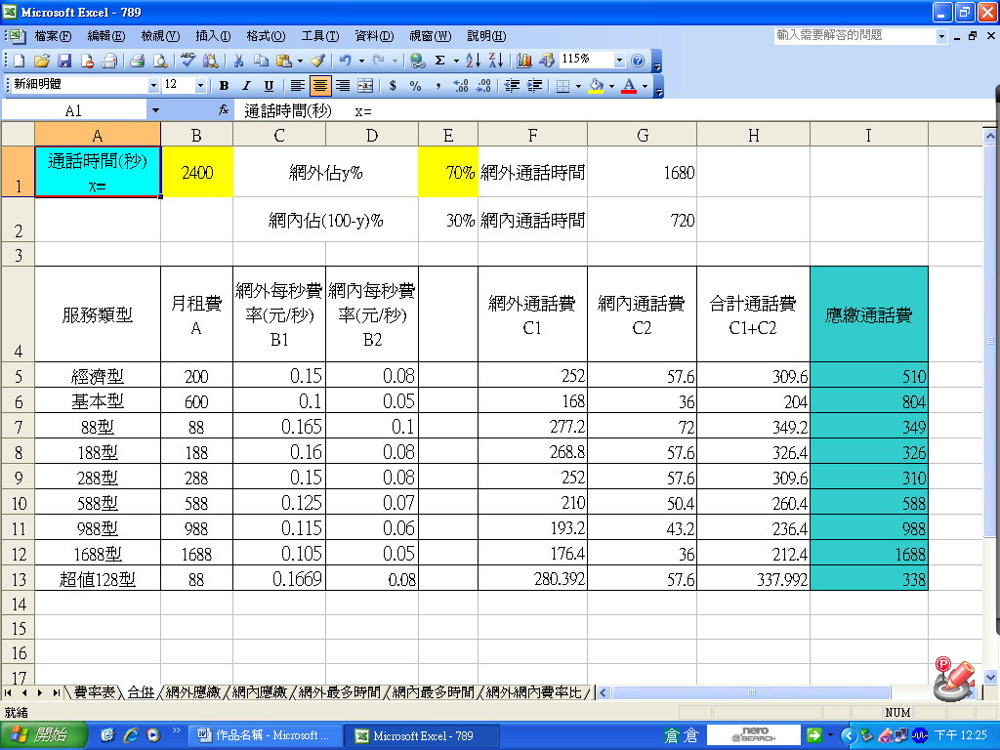 Microsoft Excel - 789
檔案(F) 編輯(E) 檢視(V) 插入(I) 格式(O) 工具(T) 資料(D) 視窗(W) 說明(H) 輸入需要解答的問題
115%
新細明體 12 B I U $ % ,
A1 fx 通話時間(秒) x=
A B C D E F G H I
1 通話時間(秒) 2400 網外佔y% 70% 網外通話時間 1680
x=
2 網內佔(100-y)% 30% 網內通話時間 720
3
4 服務類型 月租費 A 網外每秒費率(元/秒) B1 網內每秒費率(元/秒) B2 網外通話費 C1 網內通話費 C2 合計通話費 C1+C2 應繳通話費
5 經濟型 200 0.15 0.08 252 57.6 309.6 510
6 基本型 600 0.1 0.05 168 36 204 804
7 88型 88 0.165 0.1 277.2 72 349.2 349
8 188型 188 0.16 0.08 268.8 57.6 326.4 326
9 288型 288 0.15 0.08 252 57.6 309.6 310
10 588型 588 0.125 0.07 210 50.4 260.4 588
11 988型 988 0.115 0.06 193.2 43.2 236.4 988
12 1688型 1688 0.105 0.05 176.4 36 212.4 1688
13 超值128型 88 0.1669 0.08 280.392 57.6 337.992 338
14
15
16
17
費率表 合併 網外應繳 網內應繳 網外最多時間 網內最多時間 網外網內費率比
就緒 NUM
開始 作品名稱 - Microsoft ... Microsoft Excel - 789 倉 倉 nero SEARCH 下午 12:25